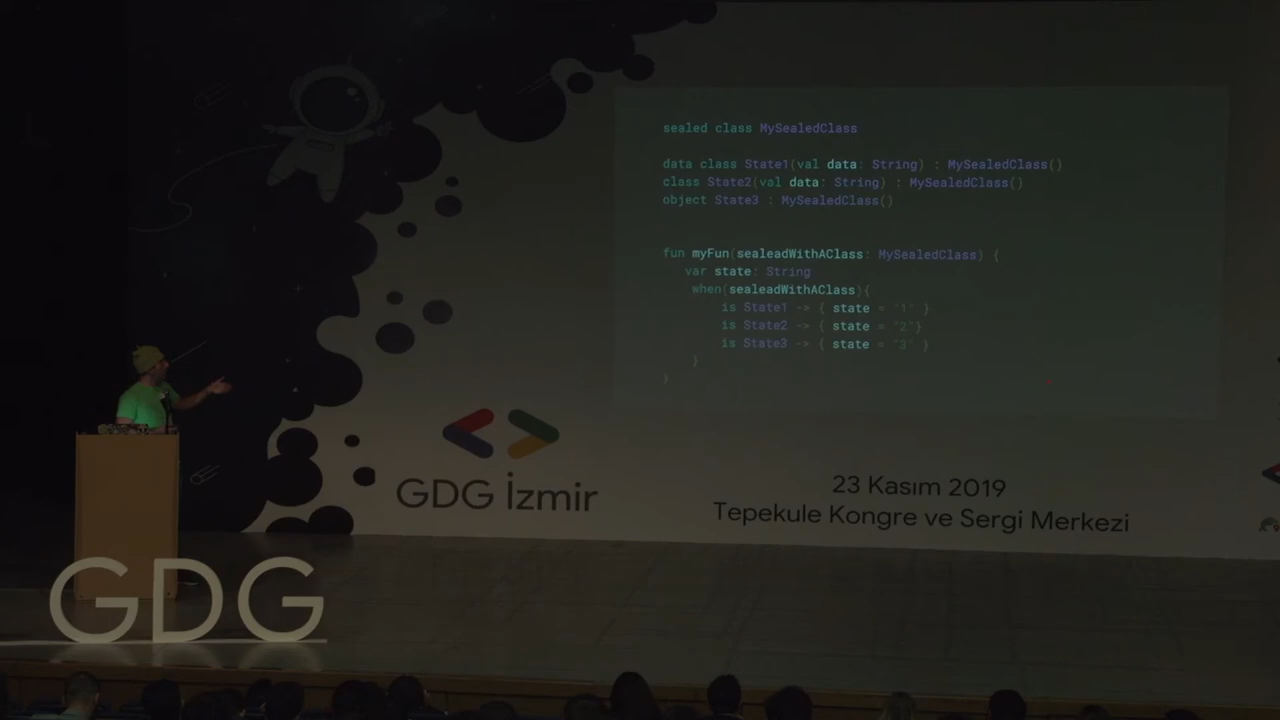 sealed class MySealedClass
data class State1(val data: String) : MySealedClass()
class State2(val data: String) : MySealedClass()
object State3 : MySealedClass()
fun myFun(sealeadWithAClass: MySealedClass) {
var state: String
when(sealeadWithAClass){
is State1 -> { state = "1" }
is State2 -> { state = "2"}
is State3 -> { state = "3" }
}
}
GDG İzmir
23 Kasım 2019
Tepekule Kongre ve Sergi Merkezi
GDG